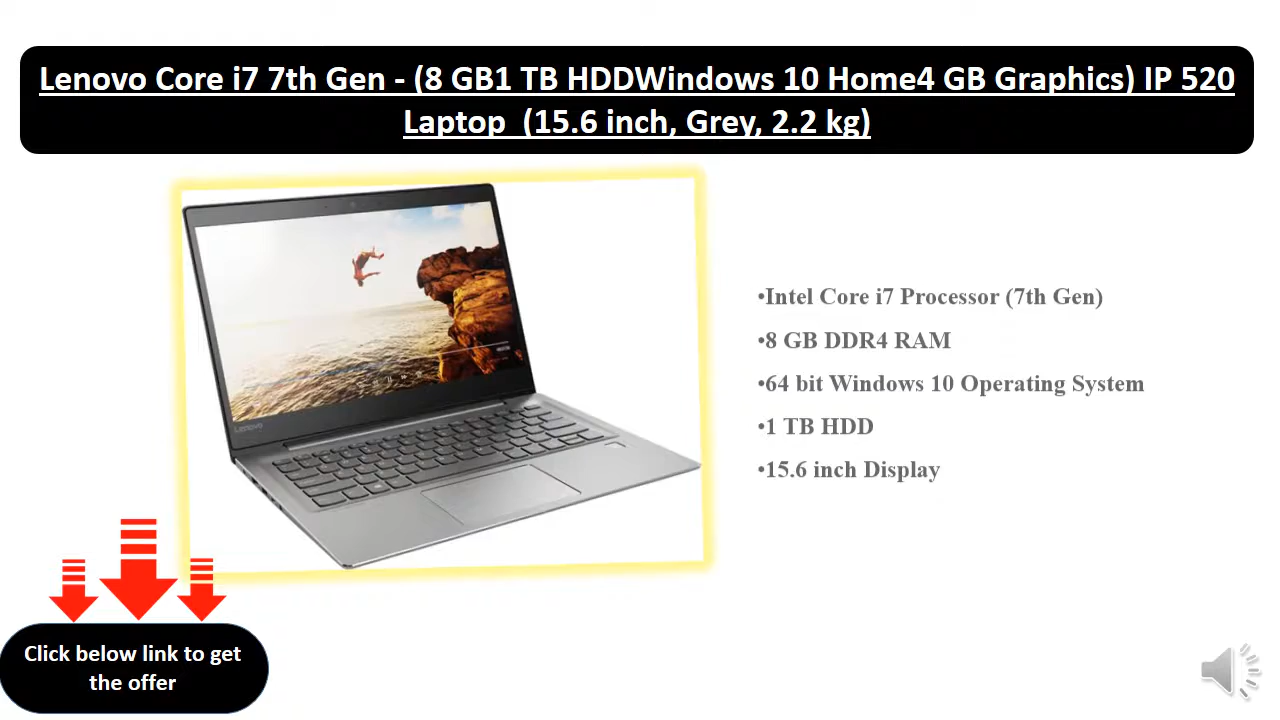 Lenovo Core i7 7th Gen - (8 GB1 TB HDDWindows 10 Home4 GB Graphics) IP 520
Laptop (15.6 inch, Grey, 2.2 kg)
Lenovo
•Intel Core i7 Processor (7th Gen)
•8 GB DDR4 RAM
•64 bit Windows 10 Operating System
•1 TB HDD
•15.6 inch Display
Click below link to get
the offer